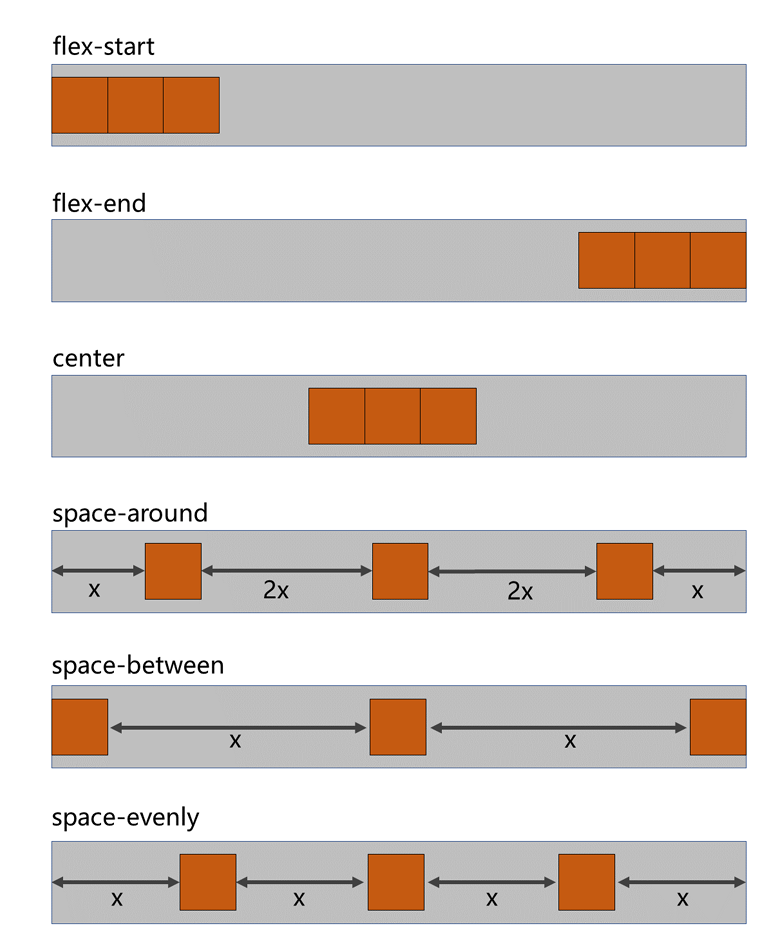 flex-start
flex-end
center
space-around
x 2x 2x x
space-between
x x
space-evenly
x x x x